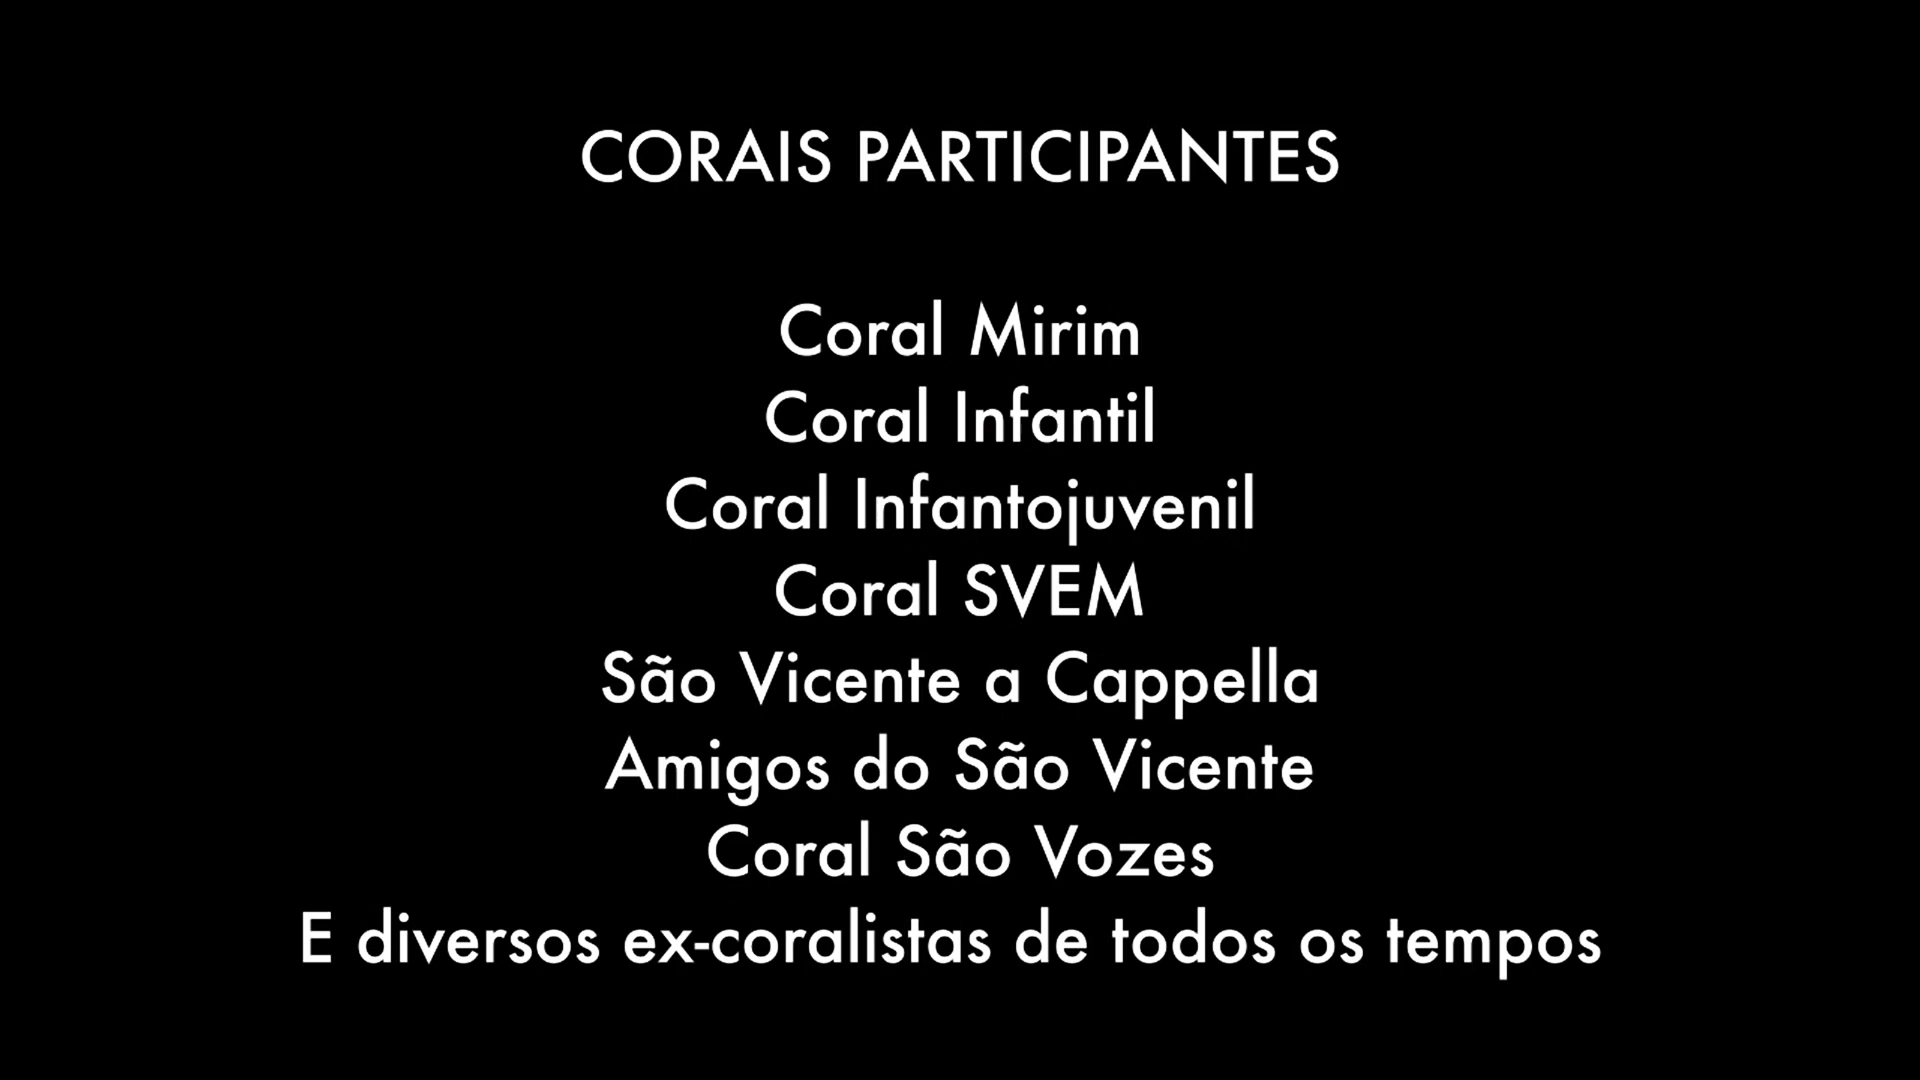 CORAIS PARTICIPANTES
Coral Mirim
Coral Infantil
Coral Infantojuvenil
Coral SVEM
São Vicente a Cappella
Amigos do São Vicente
Coral São Vozes
E diversos ex-coralistas de todos os tempos